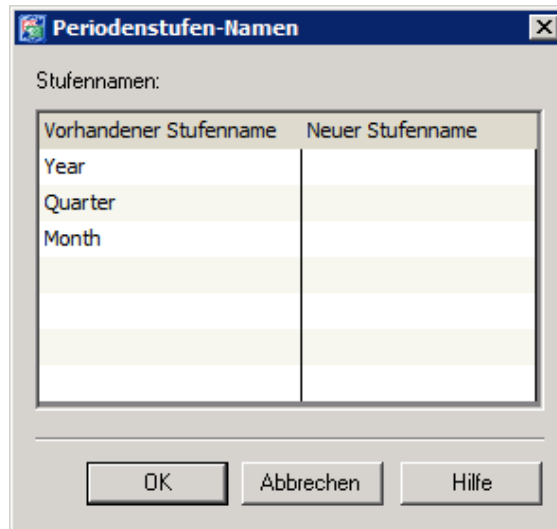 Periodenstufen-Namen
Stufennamen:
Vorhandener Stufenname Neuer Stufenname
Year
Quarter
Month
OK Abbrechen Hilfe